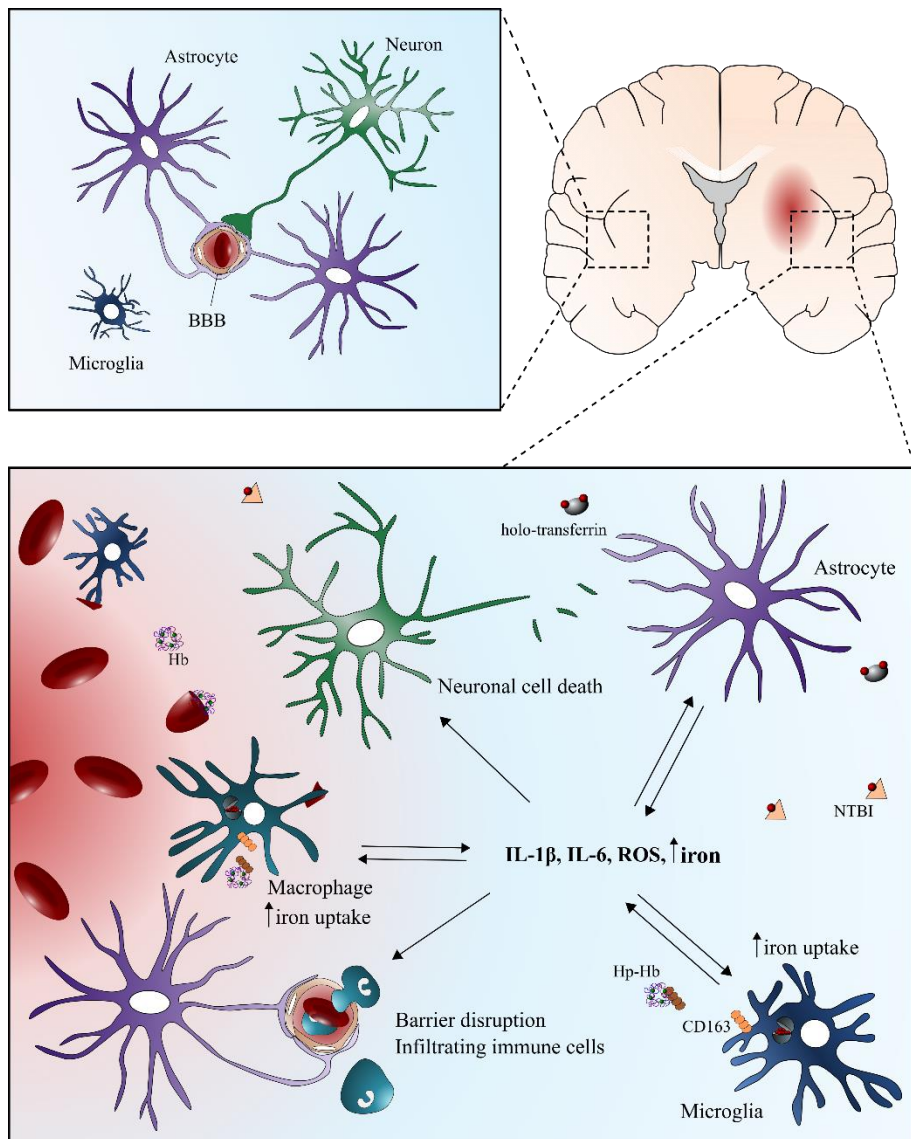 Neuron
Astrocyte
BBB
Microglia
holo-transferrin
Astrocyte
Hb
Neuronal cell death
NTBI
IL-1β, IL-6, ROS, ↑iron
Macrophage
↑iron uptake
↑iron uptake
Hp-Hb
CD163
Barrier disruption
Infiltrating immune cells
Microglia